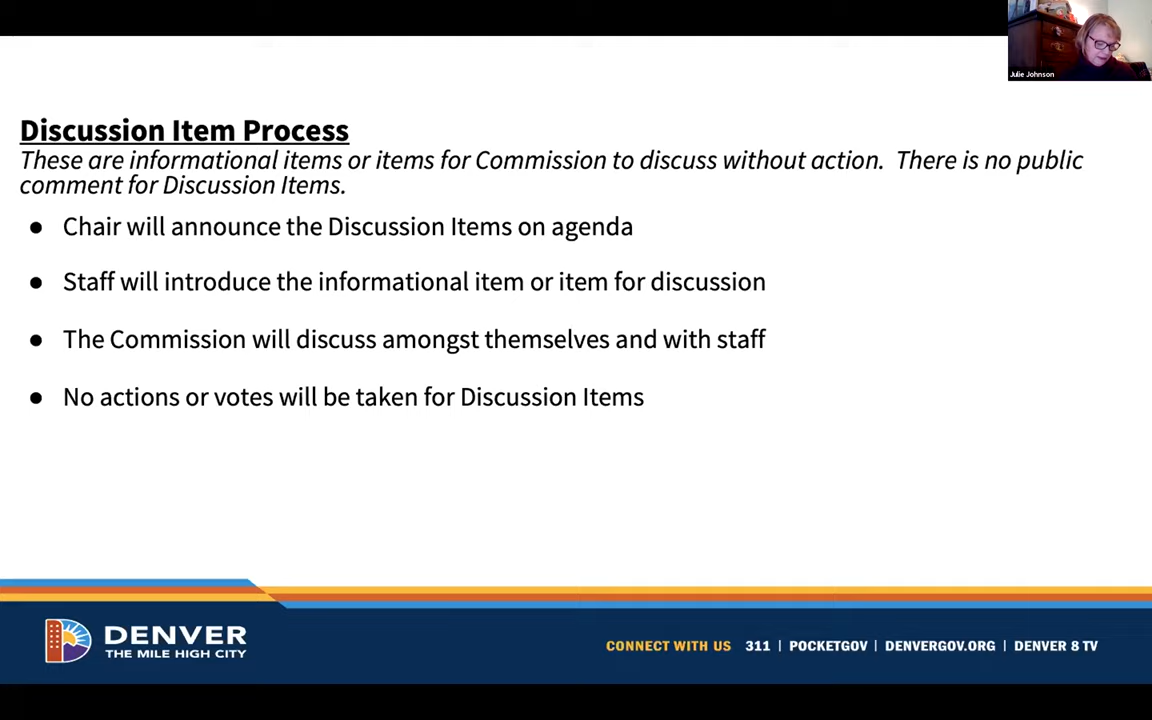 Julie Johnson
Discussion Item Process
These are informational items or items for Commission to discuss without action.  There is no public
comment for Discussion Items.
● Chair will announce the Discussion Items on agenda
● Staff will introduce the informational item or item for discussion
● The Commission will discuss amongst themselves and with staff
● No actions or votes will be taken for Discussion Items
DENVER
THE MILE HIGH CITY
CONNECT WITH US 311 | POCKETGOV | DENVERGOV.ORG | DENVER 8 TV